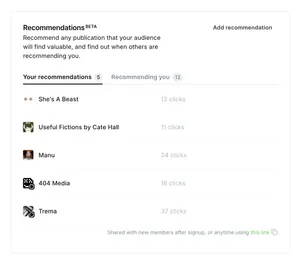 Recommendations BETA
Add recommendation
Recommend any publication that your audience
will find valuable, and find out when others are
recommending you.
Your recommendations 5
Recommending you 12
She's A Beast 13 clicks
Useful Fictions by Cate Hall 11 clicks
Manu 24 clicks
404 Media 16 clicks
Trema 37 clicks
Shared with new members after signup, or anytime using this link